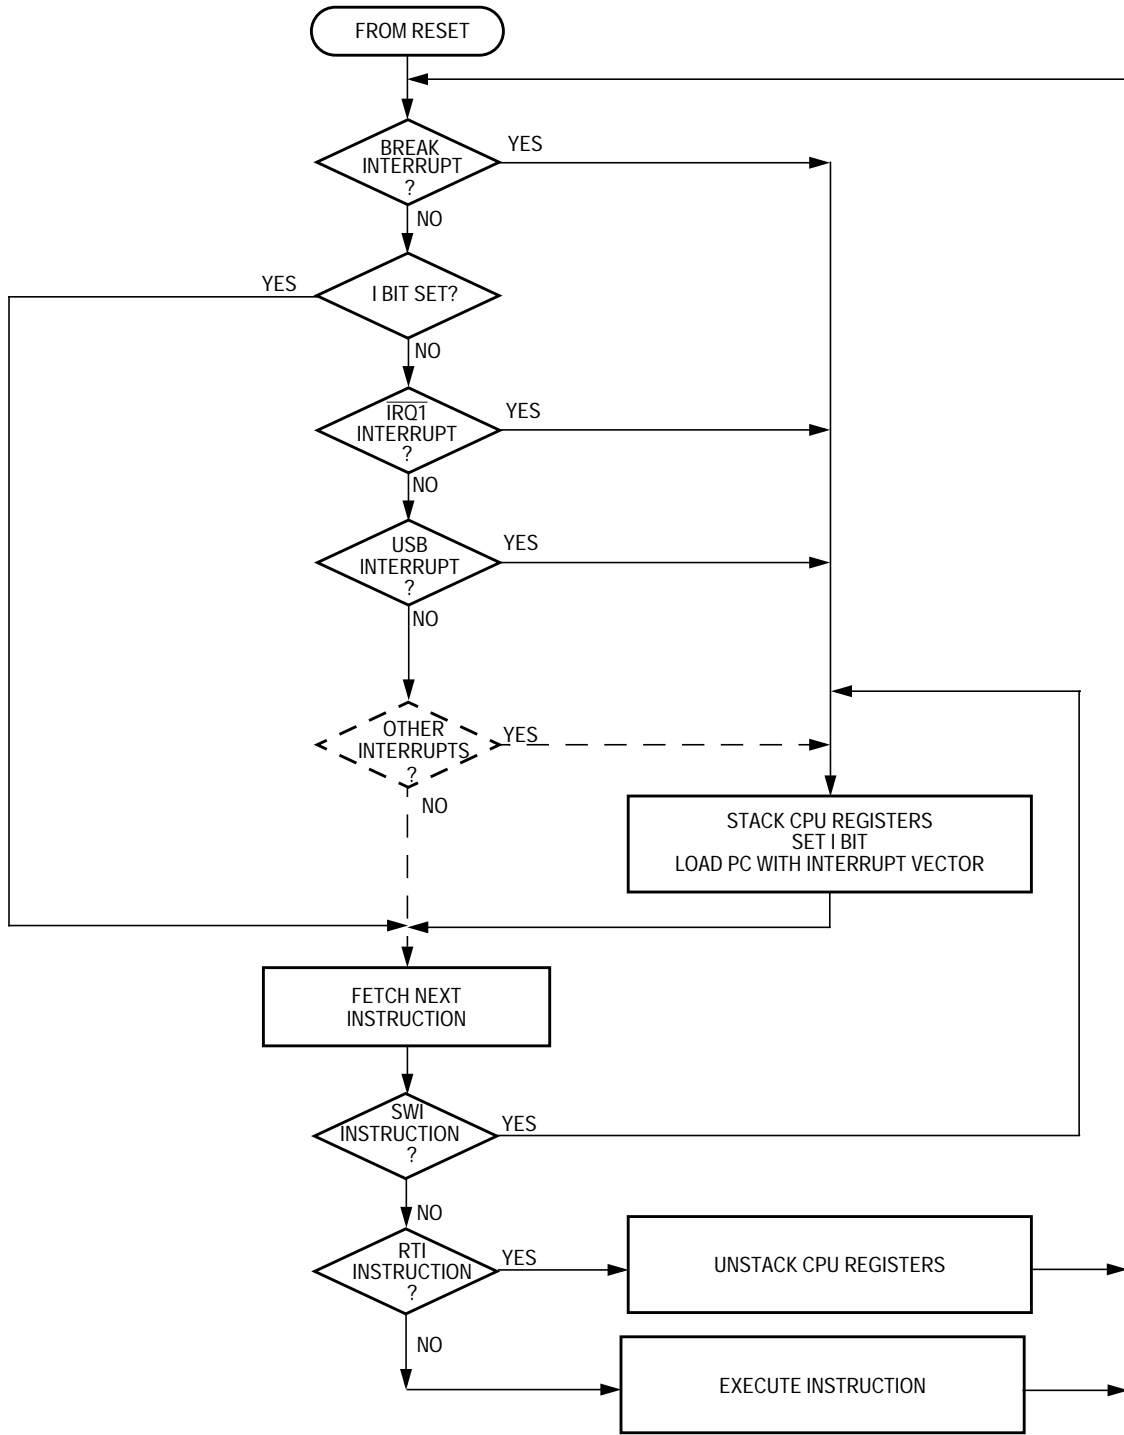 FROM RESET
BREAK
INTERRUPT
?
YES
NO
YES
I BIT SET?
NO
IRQ1
INTERRUPT
?
YES
NO
USB
INTERRUPT
?
YES
NO
OTHER
INTERRUPTS
?
YES
NO
STACK CPU REGISTERS
SET I BIT
LOAD PC WITH INTERRUPT VECTOR
FETCH NEXT
INSTRUCTION
SWI
INSTRUCTION
?
YES
NO
RTI
INSTRUCTION
?
YES
UNSTACK CPU REGISTERS
NO
EXECUTE INSTRUCTION